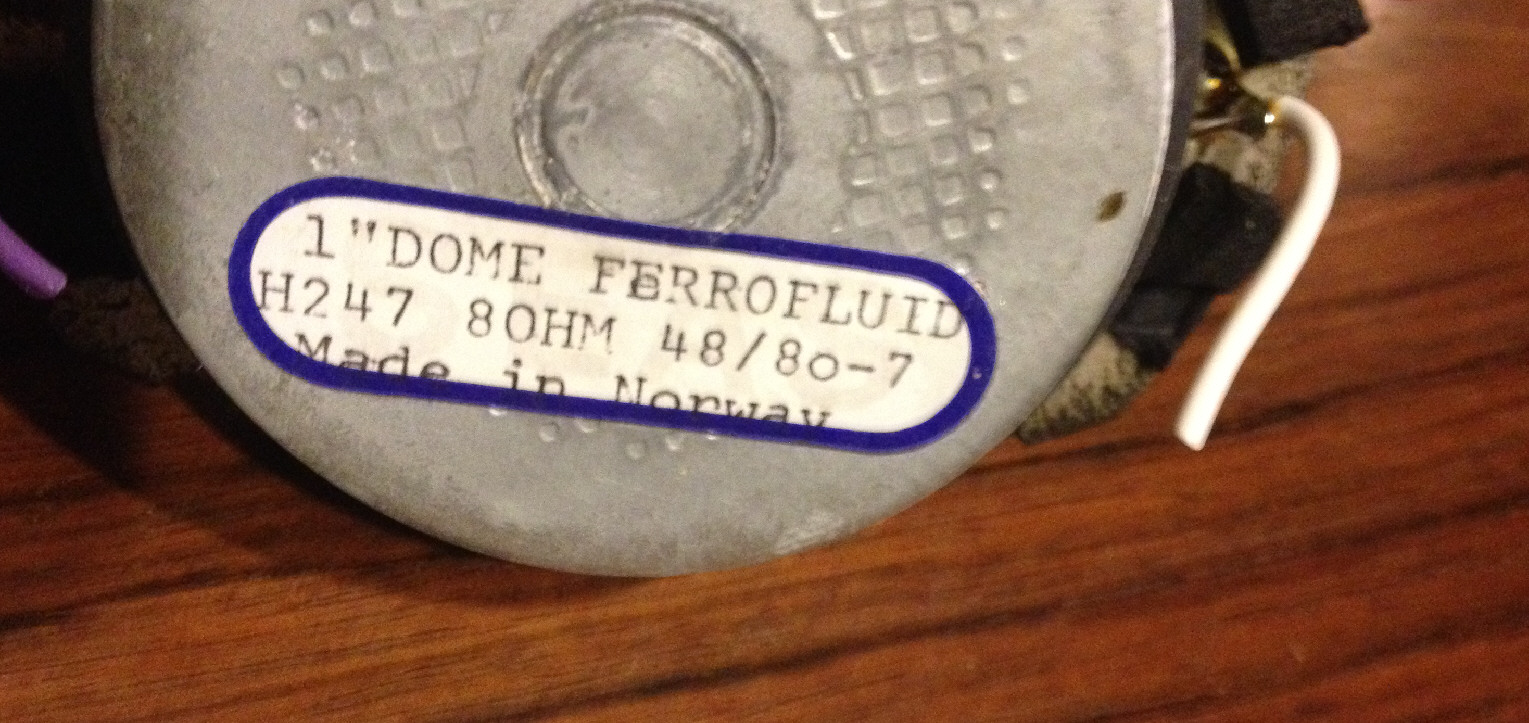 1"DOME FERROFLUID
H247 8OHM 48/80-7
Made in Norway